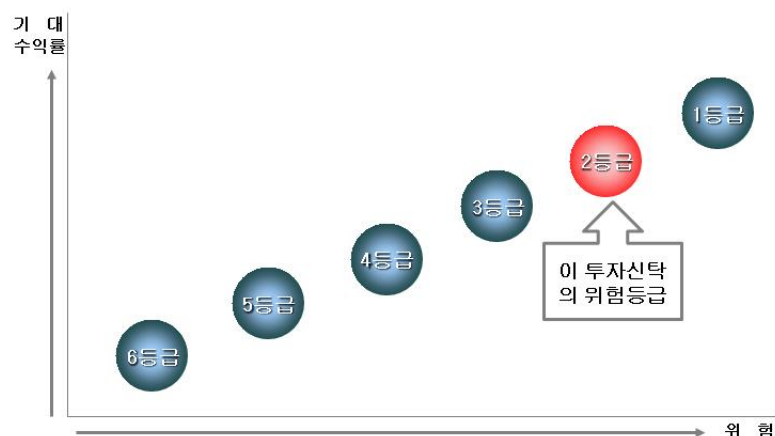 기 대
수익률
1등급
2등급
3등급
4등급
이 투자신탁
의 위험등급
5등급
6등급
위 험